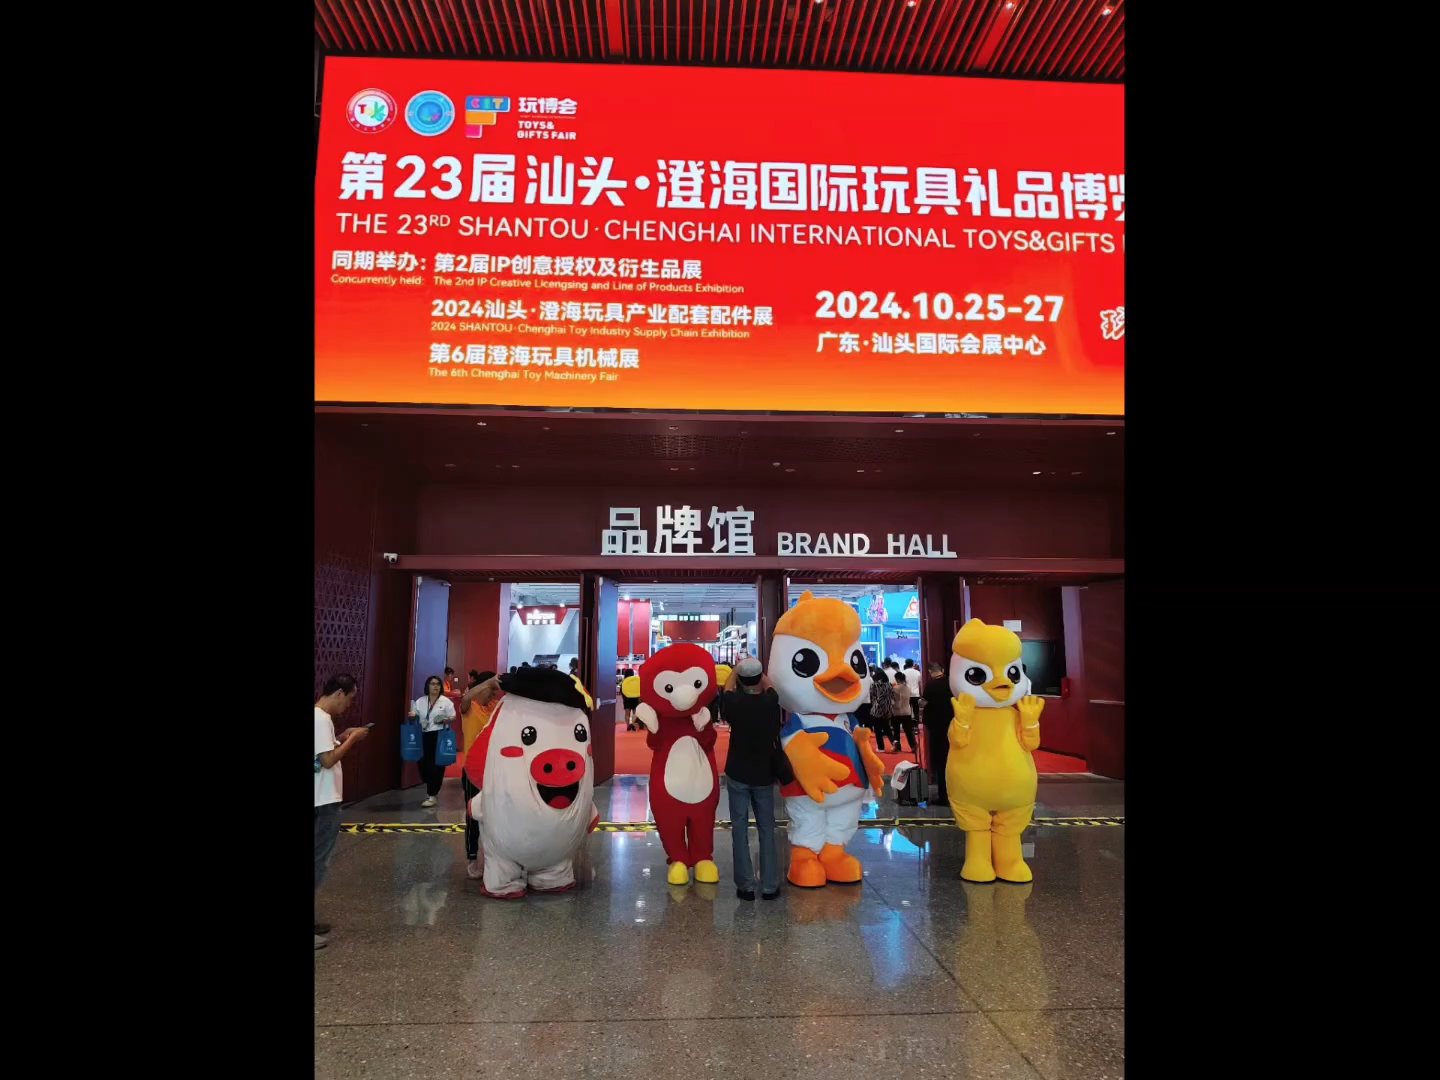 玩博会
TOYS&
GIFTS FAIR
第23届汕头·澄海国际玩具礼品博
THE 23RD SHANTOU·CHENGHAI INTERNATIONAL TOYS&GIFTS
同期举办：第2届IP创意授权及衍生品展
Concurrently held: The 2nd IP Creative Licengsing and Line of Products Exhibition
2024汕头·澄海玩具产业配套配件展
2024 SHANTOU·Chenghai Toy Industry Supply Chain Exhibition
第6届澄海玩具机械展
The 6th Chenghai Toy Machinery Fair
2024.10.25-27
广东·汕头国际会展中心
品牌馆 BRAND HALL